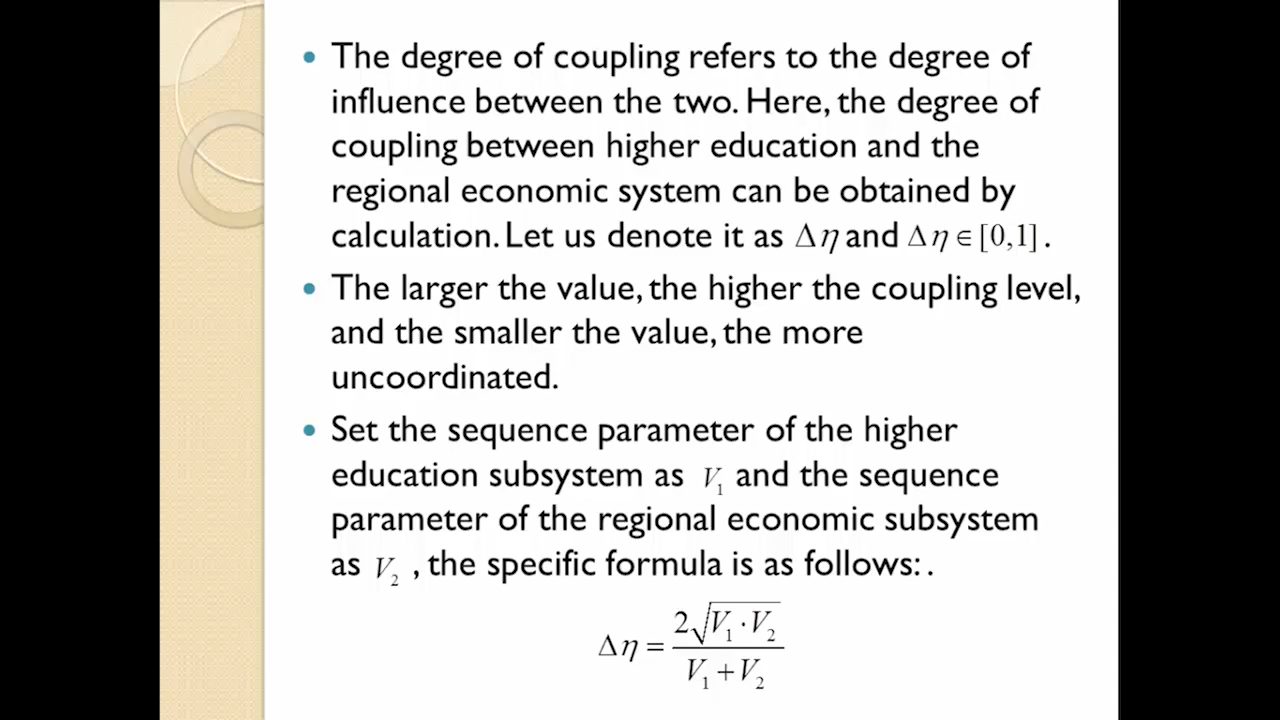 • The degree of coupling refers to the degree of
influence between the two. Here, the degree of
coupling between higher education and the
regional economic system can be obtained by
calculation. Let us denote it as Δη and Δη ∈ [0,1] .
• The larger the value, the higher the coupling level,
and the smaller the value, the more
uncoordinated.
• Set the sequence parameter of the higher
education subsystem as V₁ and the sequence
parameter of the regional economic subsystem
as V₂ , the specific formula is as follows: .
Δη = 2√(V₁ · V₂) / (V₁ + V₂)